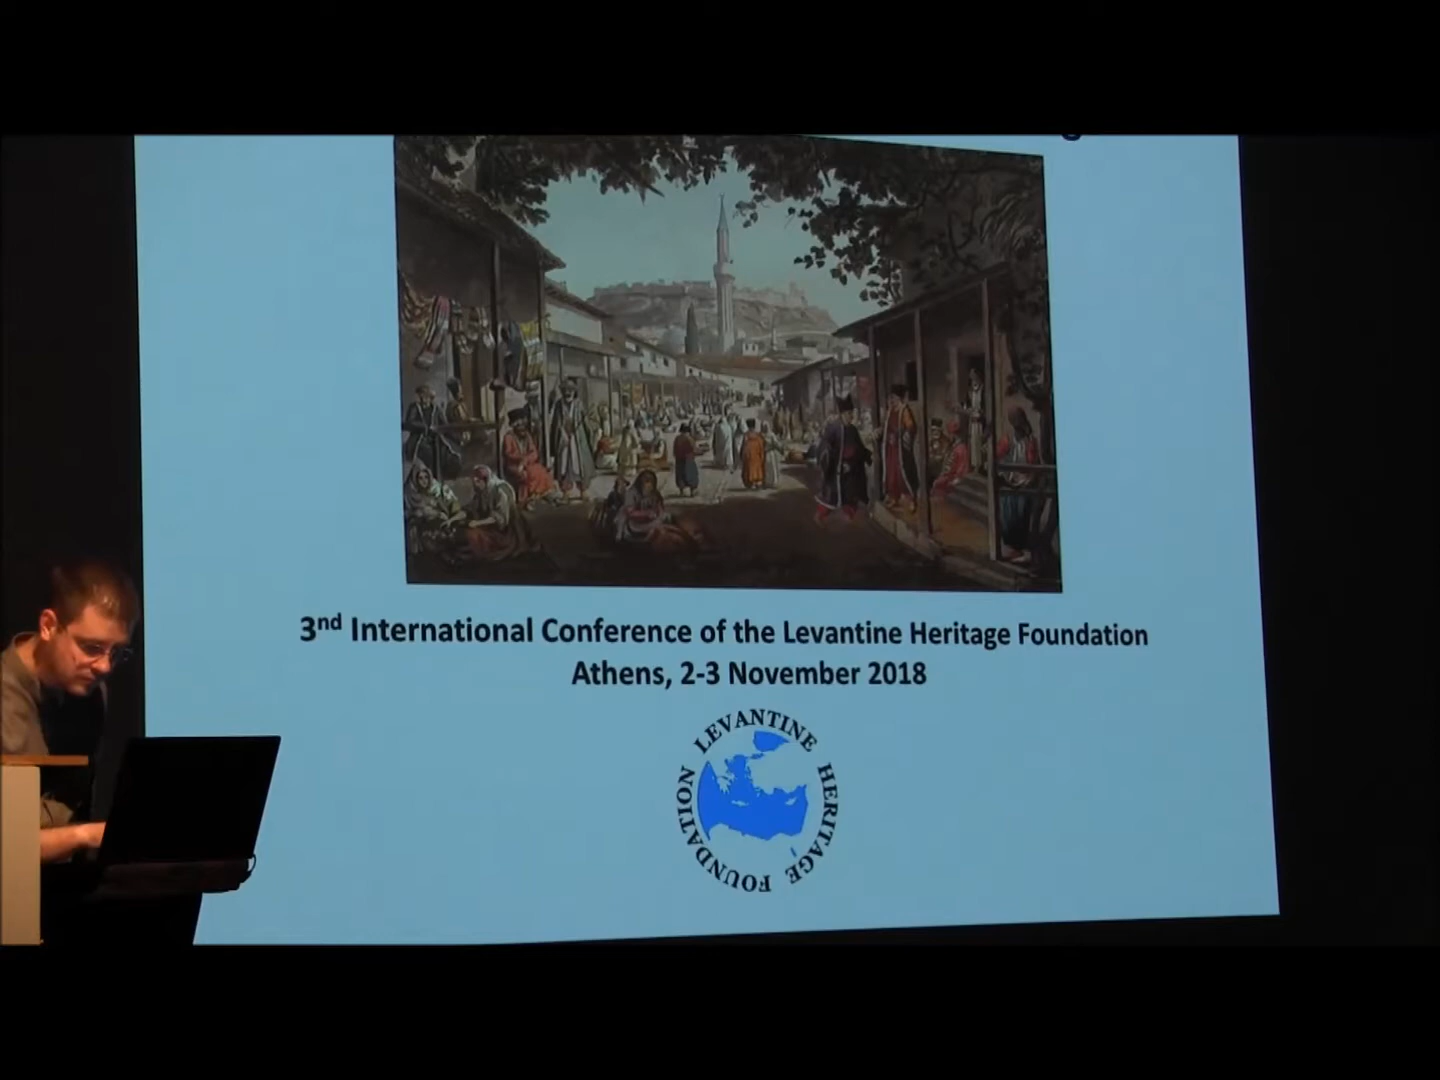 3nd International Conference of the Levantine Heritage Foundation
Athens, 2-3 November 2018
LEVANTINE HERITAGE FOUNDATION